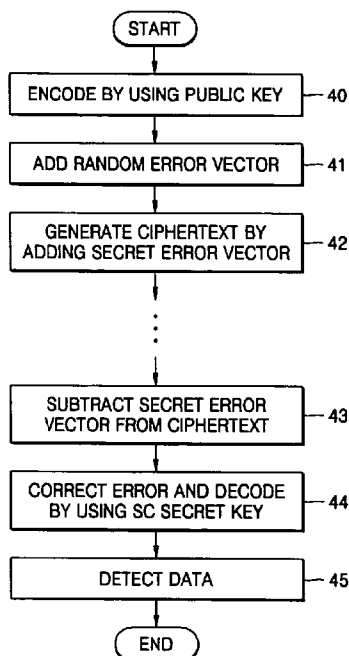 START
ENCODE BY USING PUBLIC KEY
40
ADD RANDOM ERROR VECTOR
41
GENERATE CIPHERTEXT BY
ADDING SECRET ERROR VECTOR
42
SUBTRACT SECRET ERROR
VECTOR FROM CIPHERTEXT
43
CORRECT ERROR AND DECODE
BY USING SC SECRET KEY
44
DETECT DATA
45
END